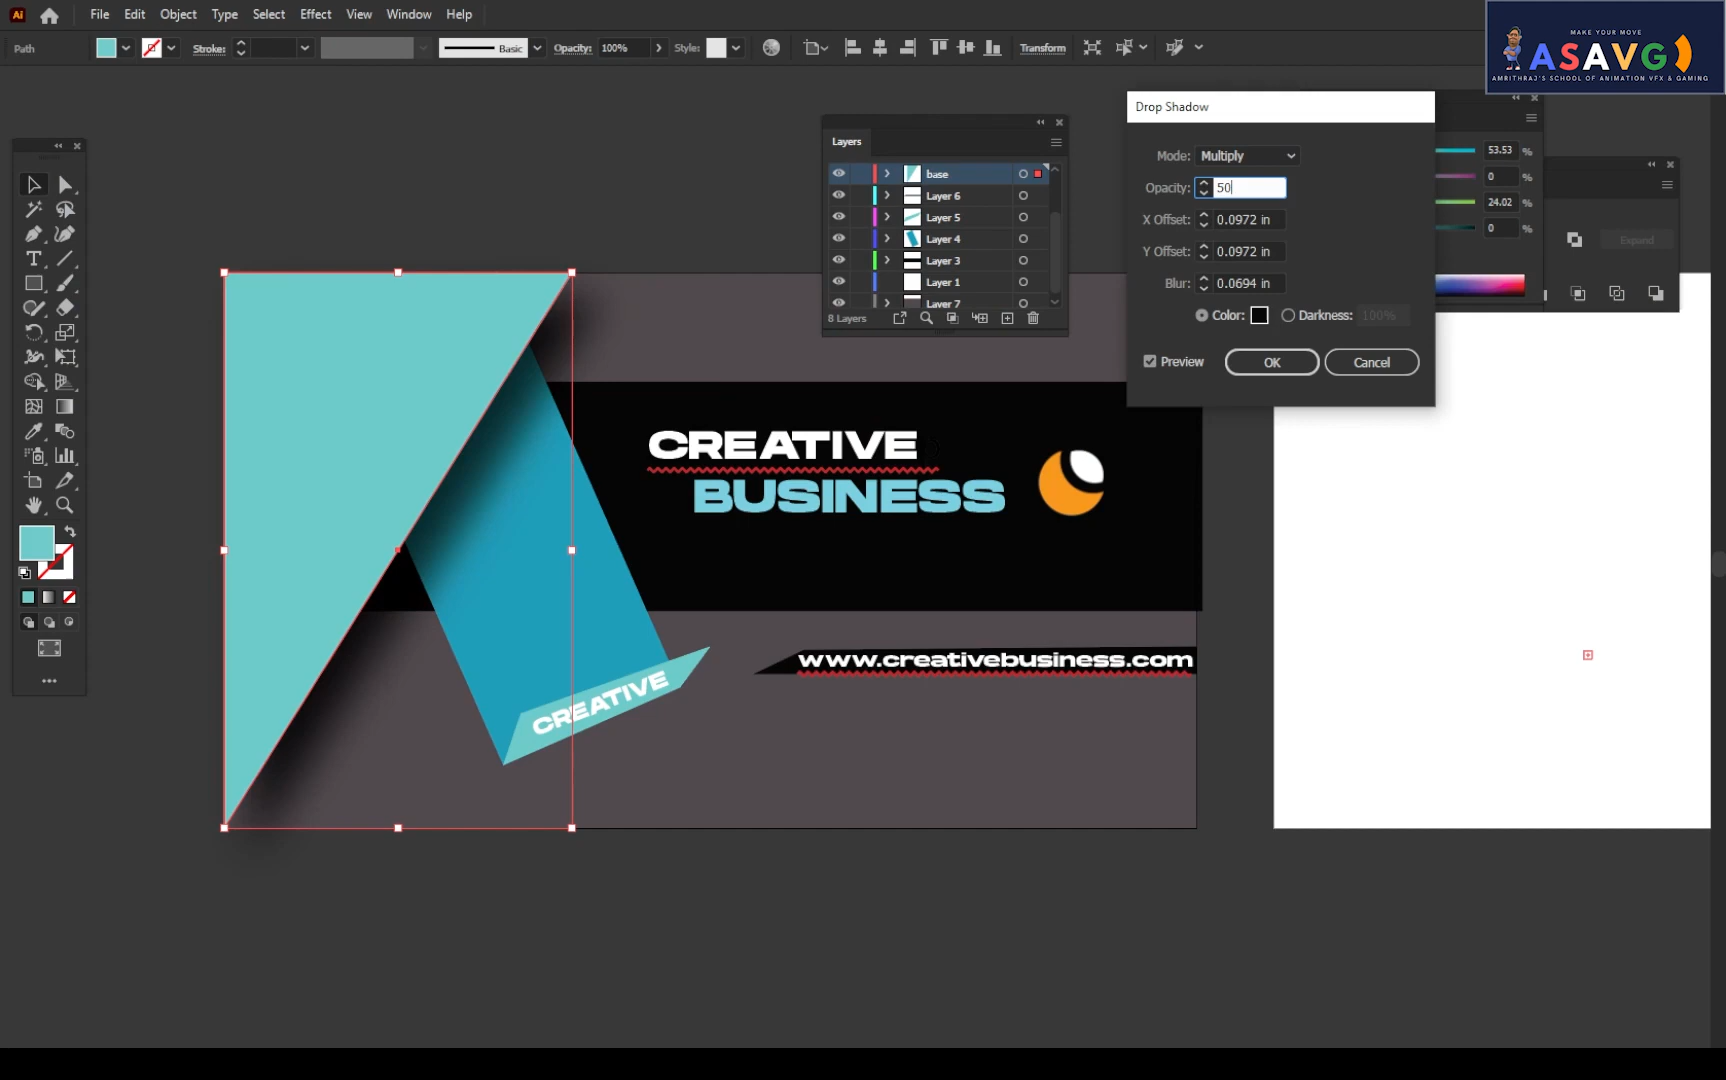 Ai File Edit Object Type Select Effect View Window Help
MAKE YOUR MOVE
ASAVG
AMRITHRAJ'S SCHOOL OF ANIMATION VFX & GAMING
Path Stroke: Basic Opacity: 100% Style: Transform
Drop Shadow
Mode: Multiply
Opacity: 50
X Offset: 0.0972 in
Y Offset: 0.0972 in
Blur: 0.0694 in
Color: Darkness: 100%
Preview OK Cancel
Layers
base
Layer 6
Layer 5
Layer 4
Layer 3
Layer 1
Layer 7
8 Layers
53.53 %
0 %
24.02 %
0 %
Expand
CREATIVE
BUSINESS
www.creativebusiness.com
CREATIVE